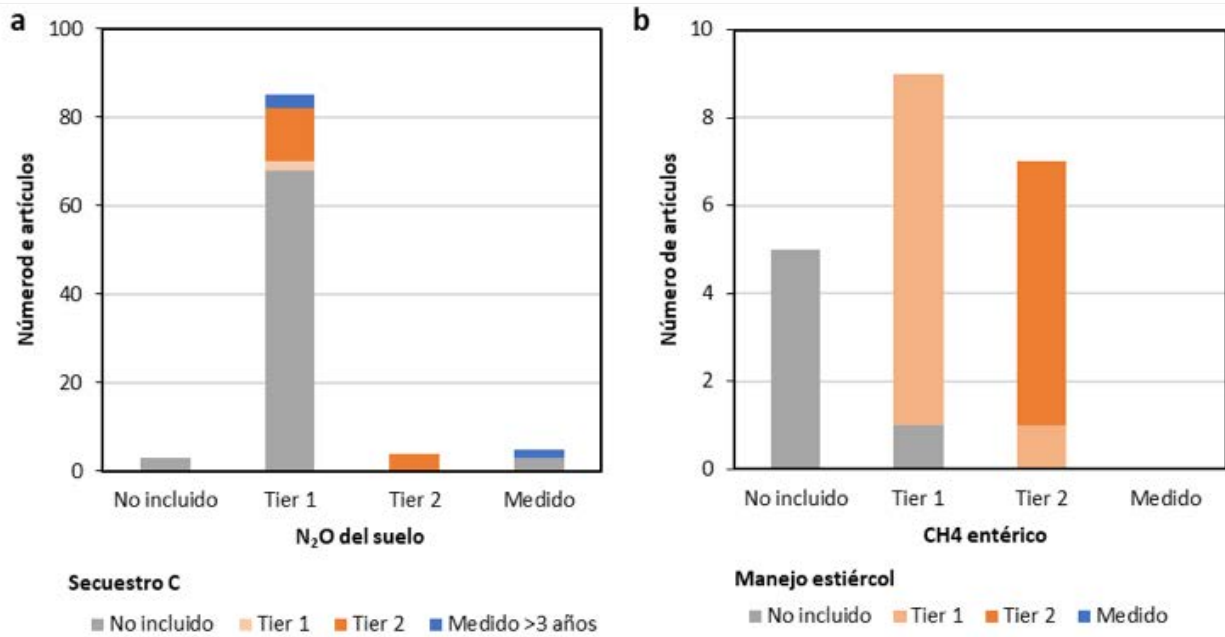 a
100
80
60
40
20
0
Númerod e artículos
No incluido Tier 1 Tier 2 Medido
N₂O del suelo
Secuestro C
No incluido Tier 1 Tier 2 Medido >3 años
b
10
8
6
4
2
0
Número de artículos
No incluido Tier 1 Tier 2 Medido
CH4 entérico
Manejo estiércol
No incluido Tier 1 Tier 2 Medido